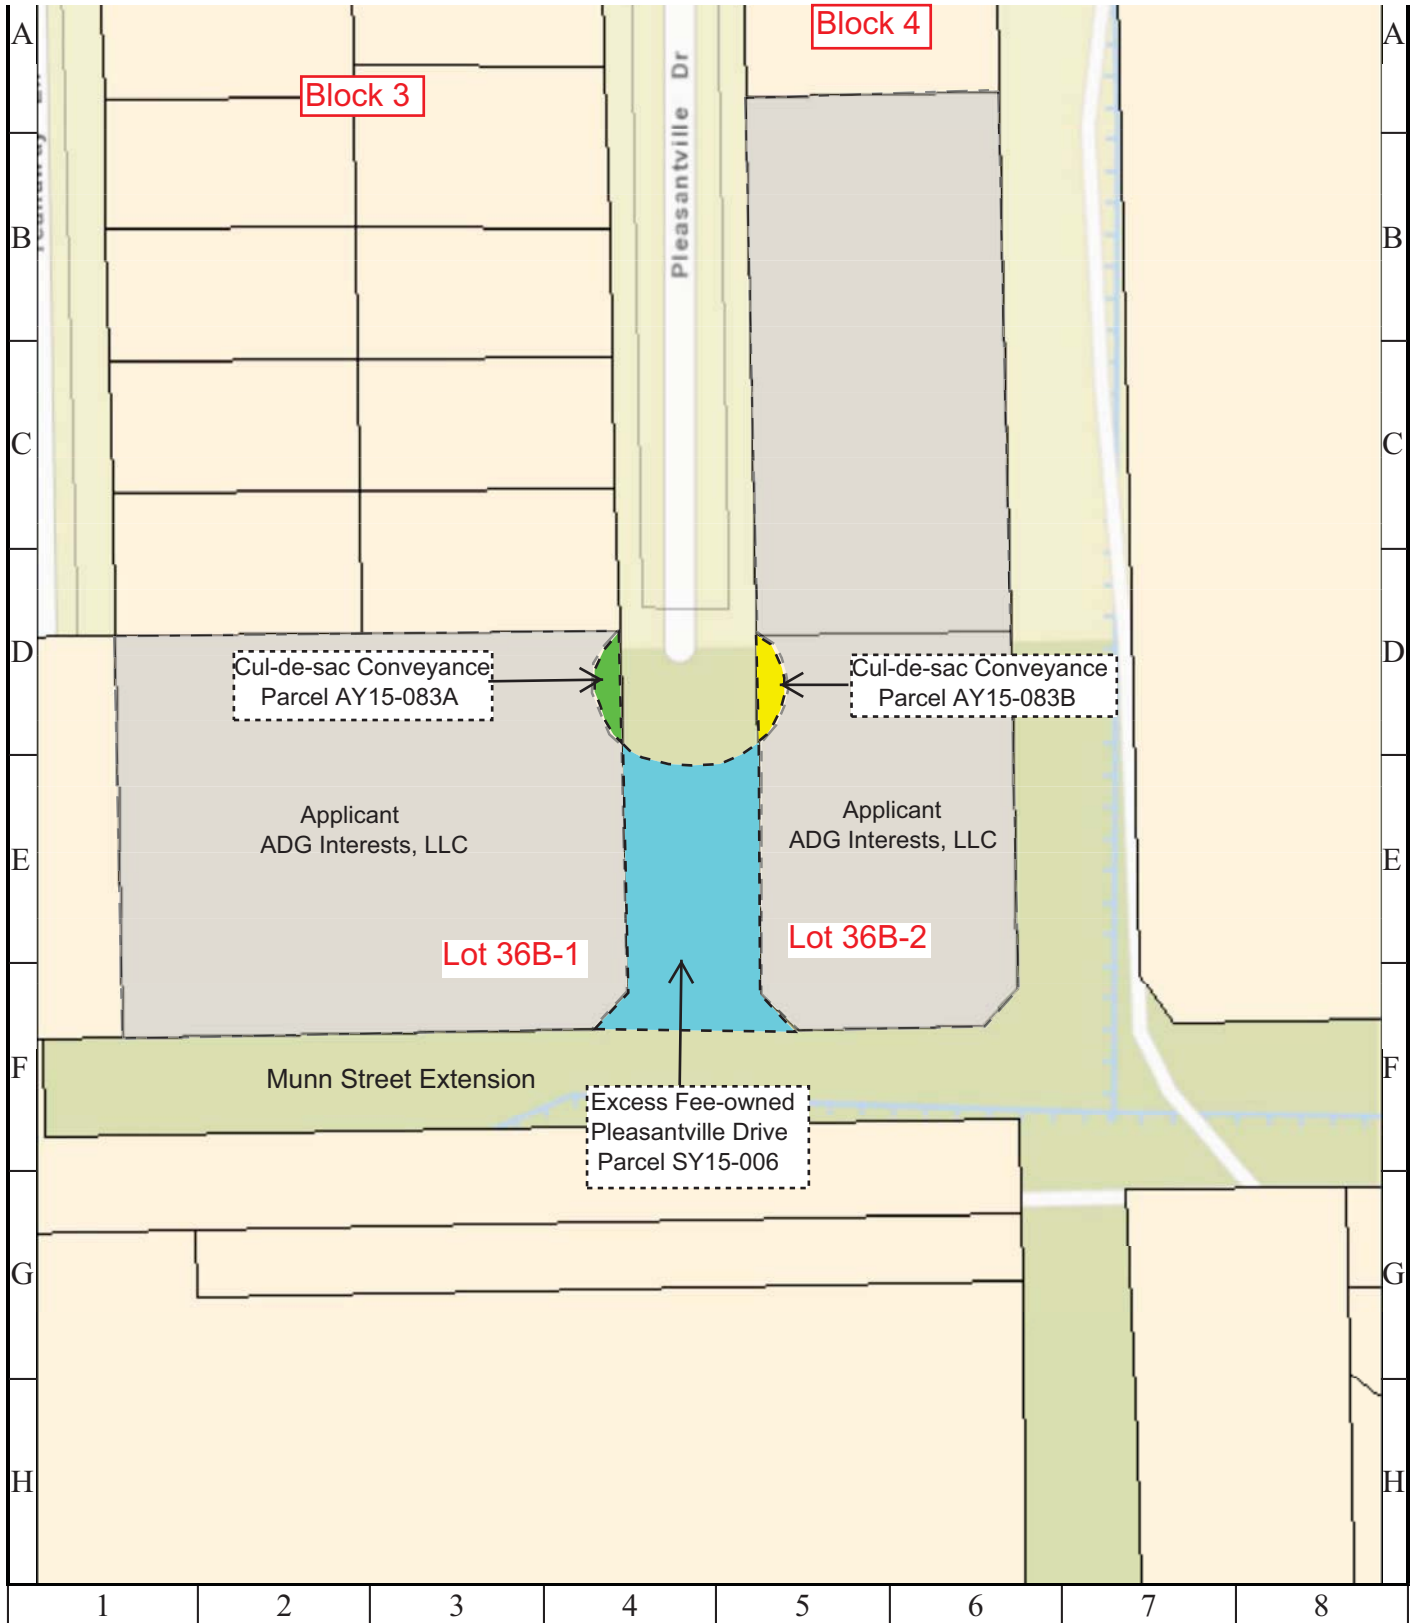 A
A
Block 4
Block 3
Pleasantville Dr
B
B
C
C
D
D
Cul-de-sac Conveyance
Parcel AY15-083A
Cul-de-sac Conveyance
Parcel AY15-083B
Applicant
ADG Interests, LLC
Applicant
ADG Interests, LLC
E
E
Lot 36B-1
Lot 36B-2
F
F
Munn Street Extension
Excess Fee-owned
Pleasantville Drive
Parcel SY15-006
G
G
H
H
1 2 3 4 5 6 7 8